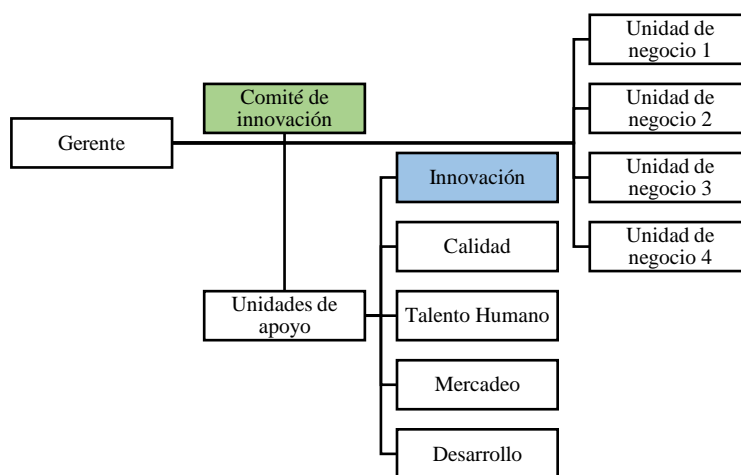 Gerente
Comité de
innovación
Unidades de
apoyo
Innovación
Calidad
Talento Humano
Mercadeo
Desarrollo
Unidad de
negocio 1
Unidad de
negocio 2
Unidad de
negocio 3
Unidad de
negocio 4